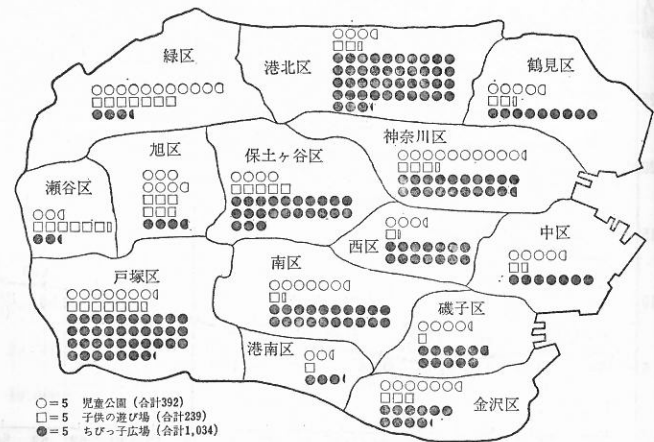 緑区
港北区
鶴見区
神奈川区
旭区
保土ヶ谷区
瀬谷区
西区
中区
戸塚区
南区
磯子区
港南区
金沢区
○=5 児童公園 (合計392)
□=5 子供の遊び場 (合計239)
●=5 ちびっ子広場 (合計1,034)